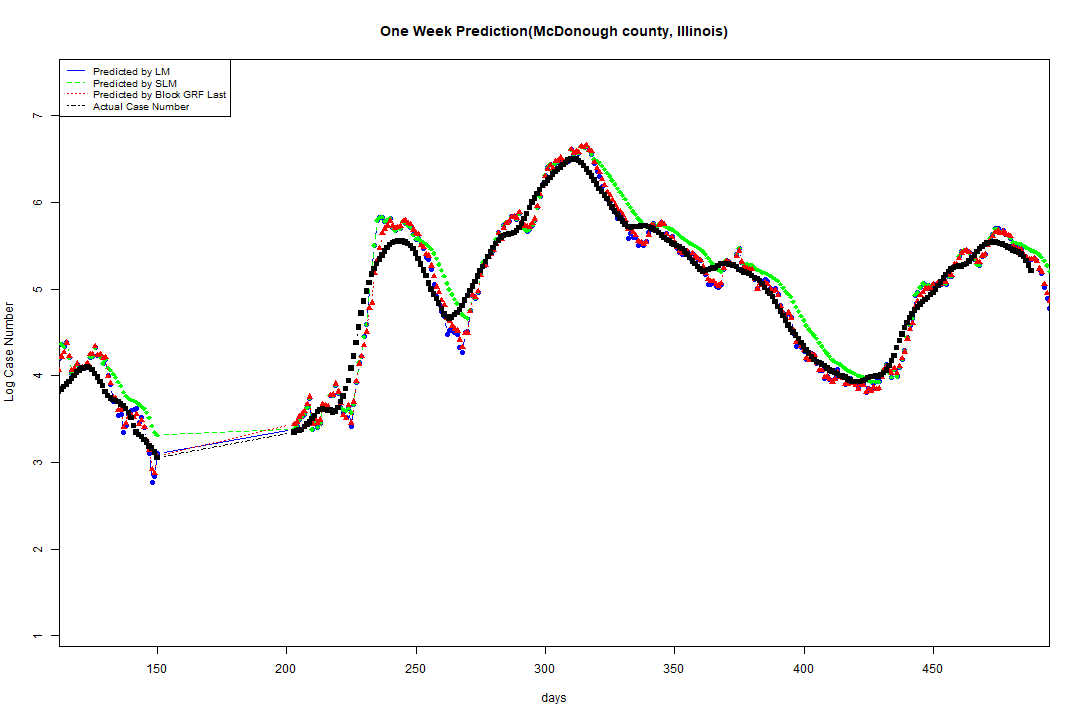 One Week Prediction(McDonough county, Illinois)
Predicted by LM
Predicted by SLM
Predicted by Block GRF Last
Actual Case Number
7
6
5
4
3
2
1
Log Case Number
150 200 250 300 350 400 450
days